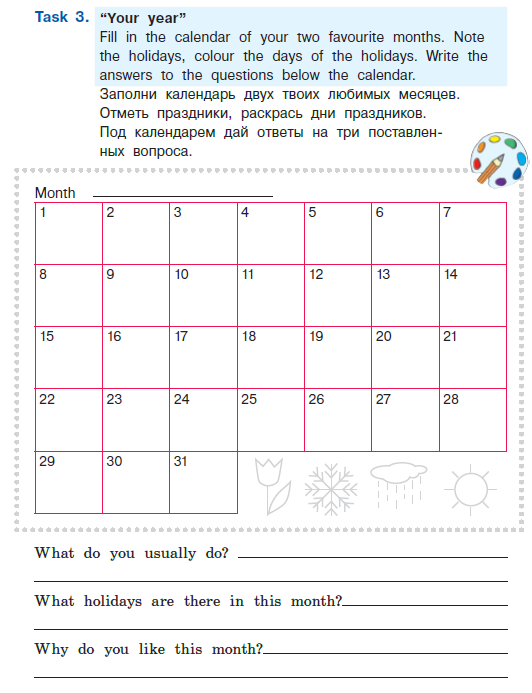 Task 3. “Your year”
Fill in the calendar of your two favourite months. Note
the holidays, colour the days of the holidays. Write the
answers to the questions below the calendar.
Заполни календарь двух твоих любимых месяцев.
Отметь праздники, раскрась дни праздников.
Под календарем дай ответы на три поставлен-
ных вопроса.
Month
1 2 3 4 5 6 7
8 9 10 11 12 13 14
15 16 17 18 19 20 21
22 23 24 25 26 27 28
29 30 31
What do you usually do?
What holidays are there in this month?
Why do you like this month?